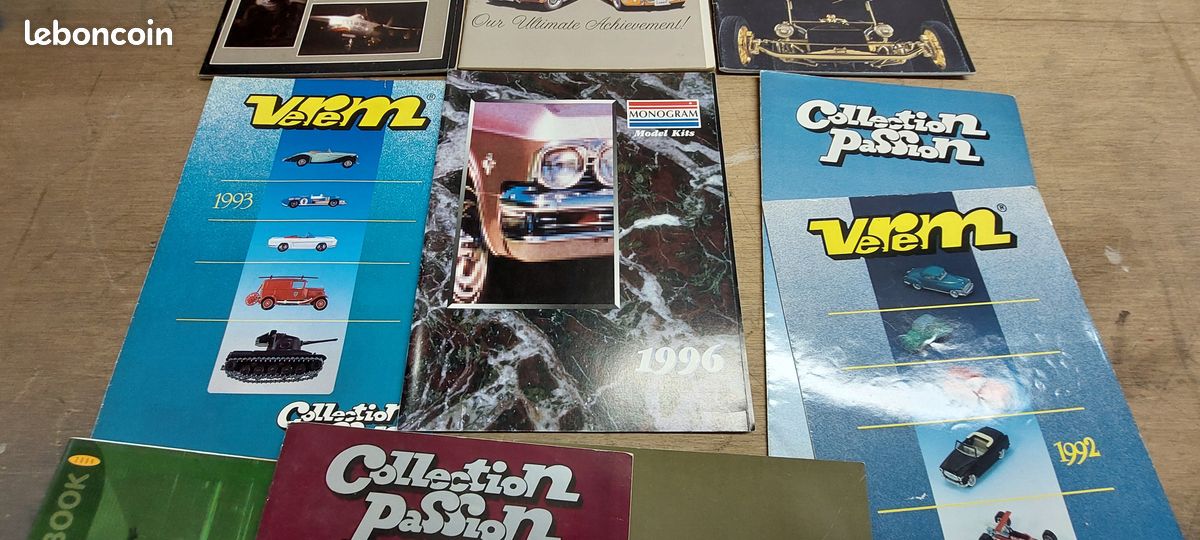 leboncoin
Our Ultimate Achievement!
Verem®
1993
Collection
MONOGRAM
Model Kits
1996
Collection
Passion
Verem®
1992
BOOK
Collection
Passion